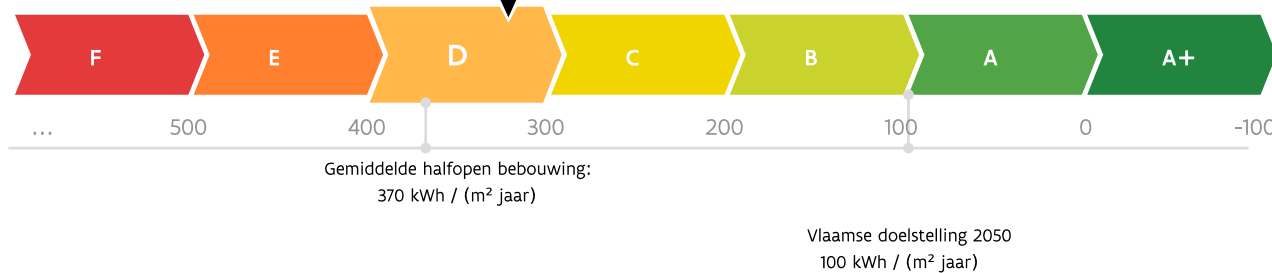 F E D C B A A+
... 500 400 300 200 100 0 -100
Gemiddelde halfopen bebouwing:
370 kWh / (m² jaar)
Vlaamse doelstelling 2050
100 kWh / (m² jaar)